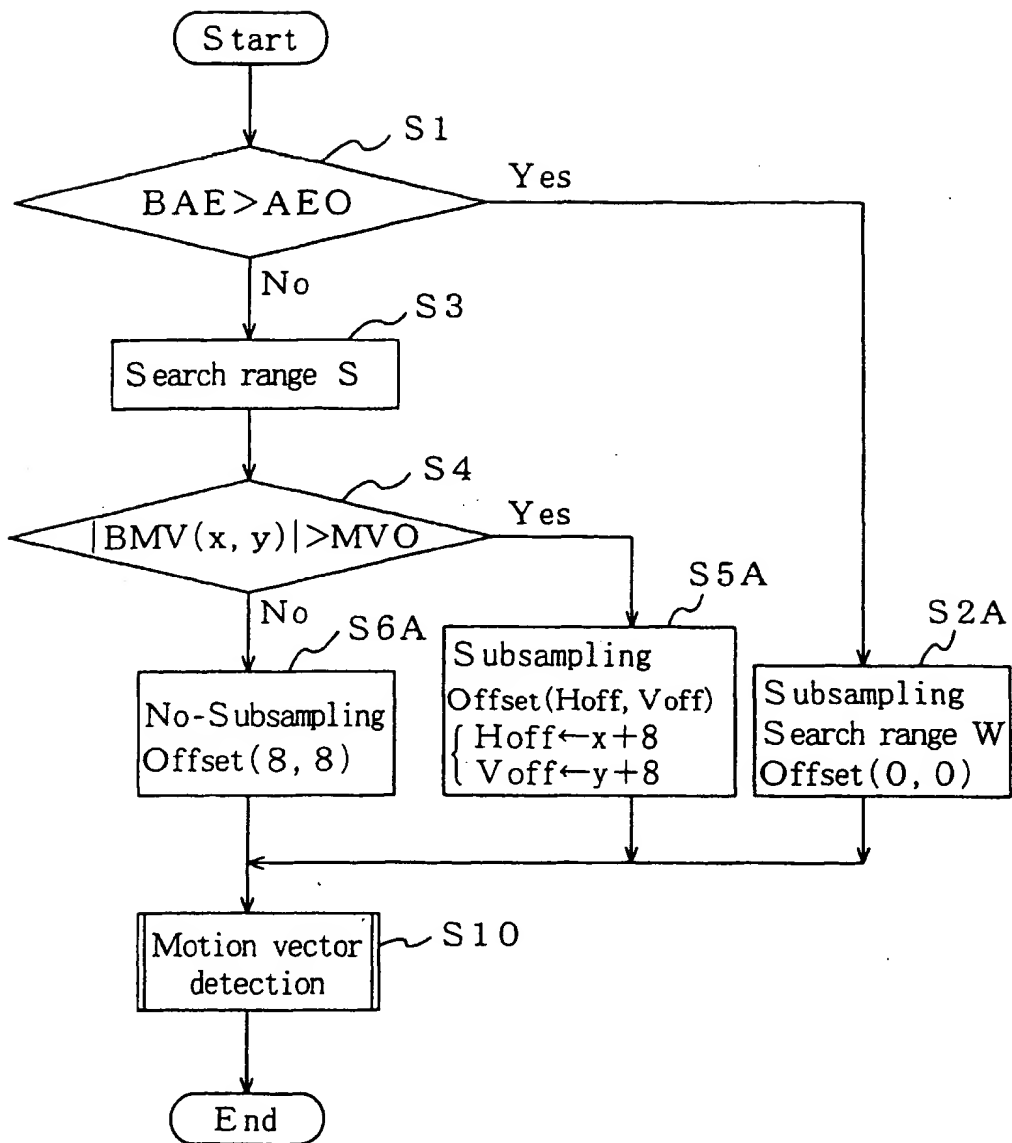 Start
S1
BAE>AEO
Yes
No
S3
Search range S
S4
|BMV(x, y)|>MVO
Yes
No
S6A
No-Subsampling
Offset(8, 8)
S5A
Subsampling
Offset(Hoff, Voff)
{ Hoff←x+8
Voff←y+8
S2A
Subsampling
Search range W
Offset(0, 0)
Motion vector
detection
S10
End